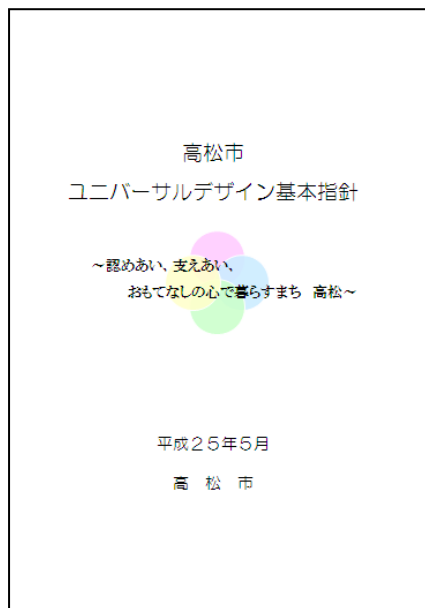 高松市
ユニバーサルデザイン基本指針
～認めあい、支えあい、
おもてなしの心で暮らすまち　高松～
平成２５年５月
高　松　市